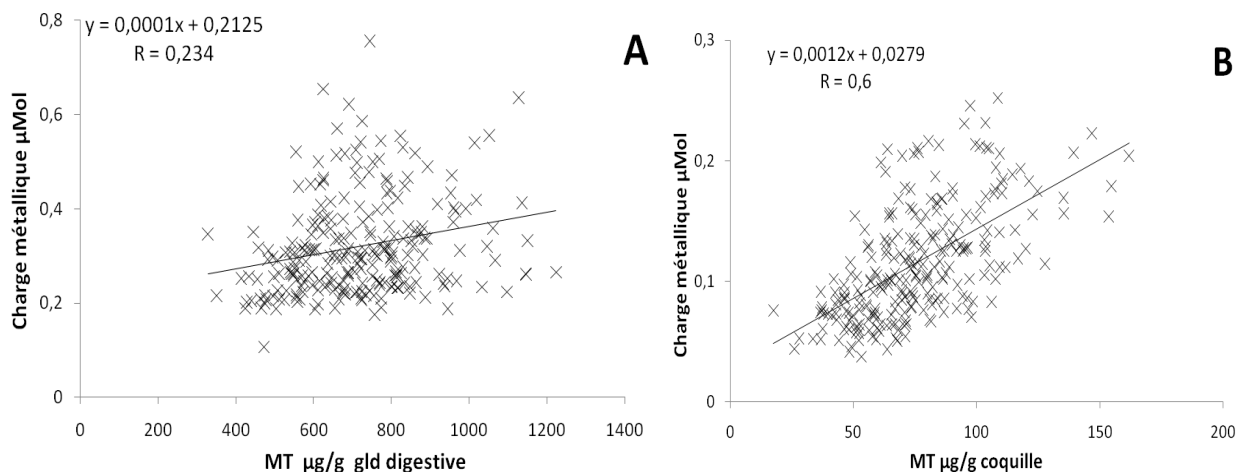 y = 0,0001x + 0,2125
R = 0,234
A
Charge métallique µMol
0,8
0,6
0,4
0,2
0
0 200 400 600 800 1000 1200 1400
MT µg/g gld digestive
y = 0,0012x + 0,0279
R = 0,6
B
Charge métallique µMol
0,3
0,2
0,1
0
0 50 100 150 200
MT µg/g coquille